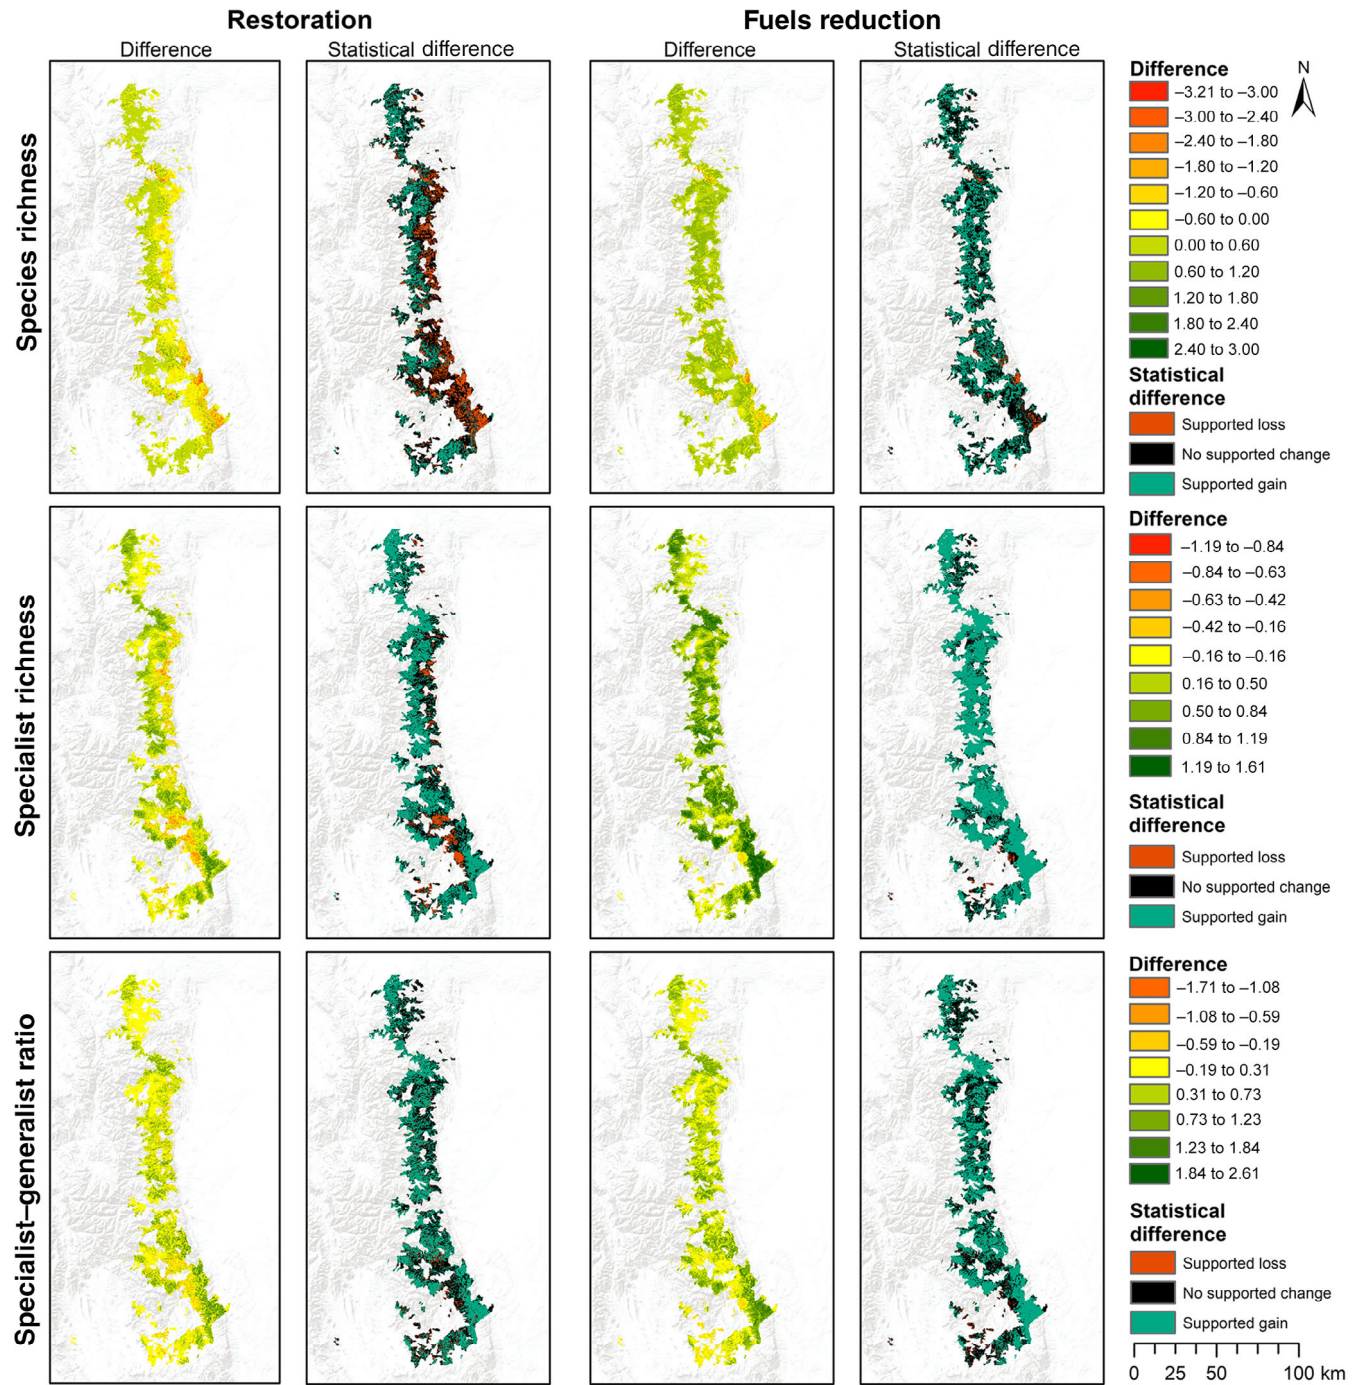 Restoration
Fuels reduction
Difference
Statistical difference
Difference
Statistical difference
Species richness
Difference
N
–3.21 to –3.00
–3.00 to –2.40
–2.40 to –1.80
–1.80 to –1.20
–1.20 to –0.60
–0.60 to 0.00
0.00 to 0.60
0.60 to 1.20
1.20 to 1.80
1.80 to 2.40
2.40 to 3.00
Statistical
difference
Supported loss
No supported change
Supported gain
Specialist richness
Difference
–1.19 to –0.84
–0.84 to –0.63
–0.63 to –0.42
–0.42 to –0.16
–0.16 to –0.16
0.16 to 0.50
0.50 to 0.84
0.84 to 1.19
1.19 to 1.61
Statistical
difference
Supported loss
No supported change
Supported gain
Specialist–generalist ratio
Difference
–1.71 to –1.08
–1.08 to –0.59
–0.59 to –0.19
–0.19 to 0.31
0.31 to 0.73
0.73 to 1.23
1.23 to 1.84
1.84 to 2.61
Statistical
difference
Supported loss
No supported change
Supported gain
0 25 50 100 km